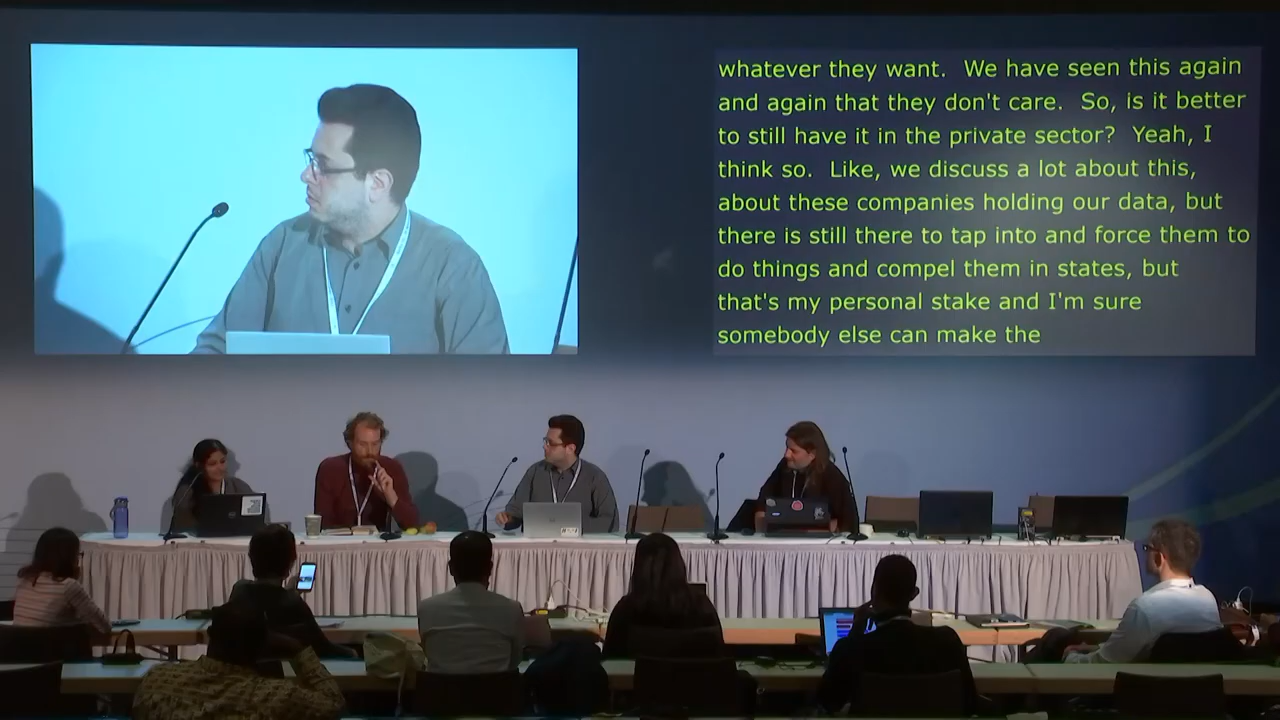 whatever they want.  We have seen this again
and again that they don't care.  So, is it better
to still have it in the private sector?  Yeah, I
think so.  Like, we discuss a lot about this,
about these companies holding our data, but
there is still there to tap into and force them to
do things and compel them in states, but
that's my personal stake and I'm sure
somebody else can make the